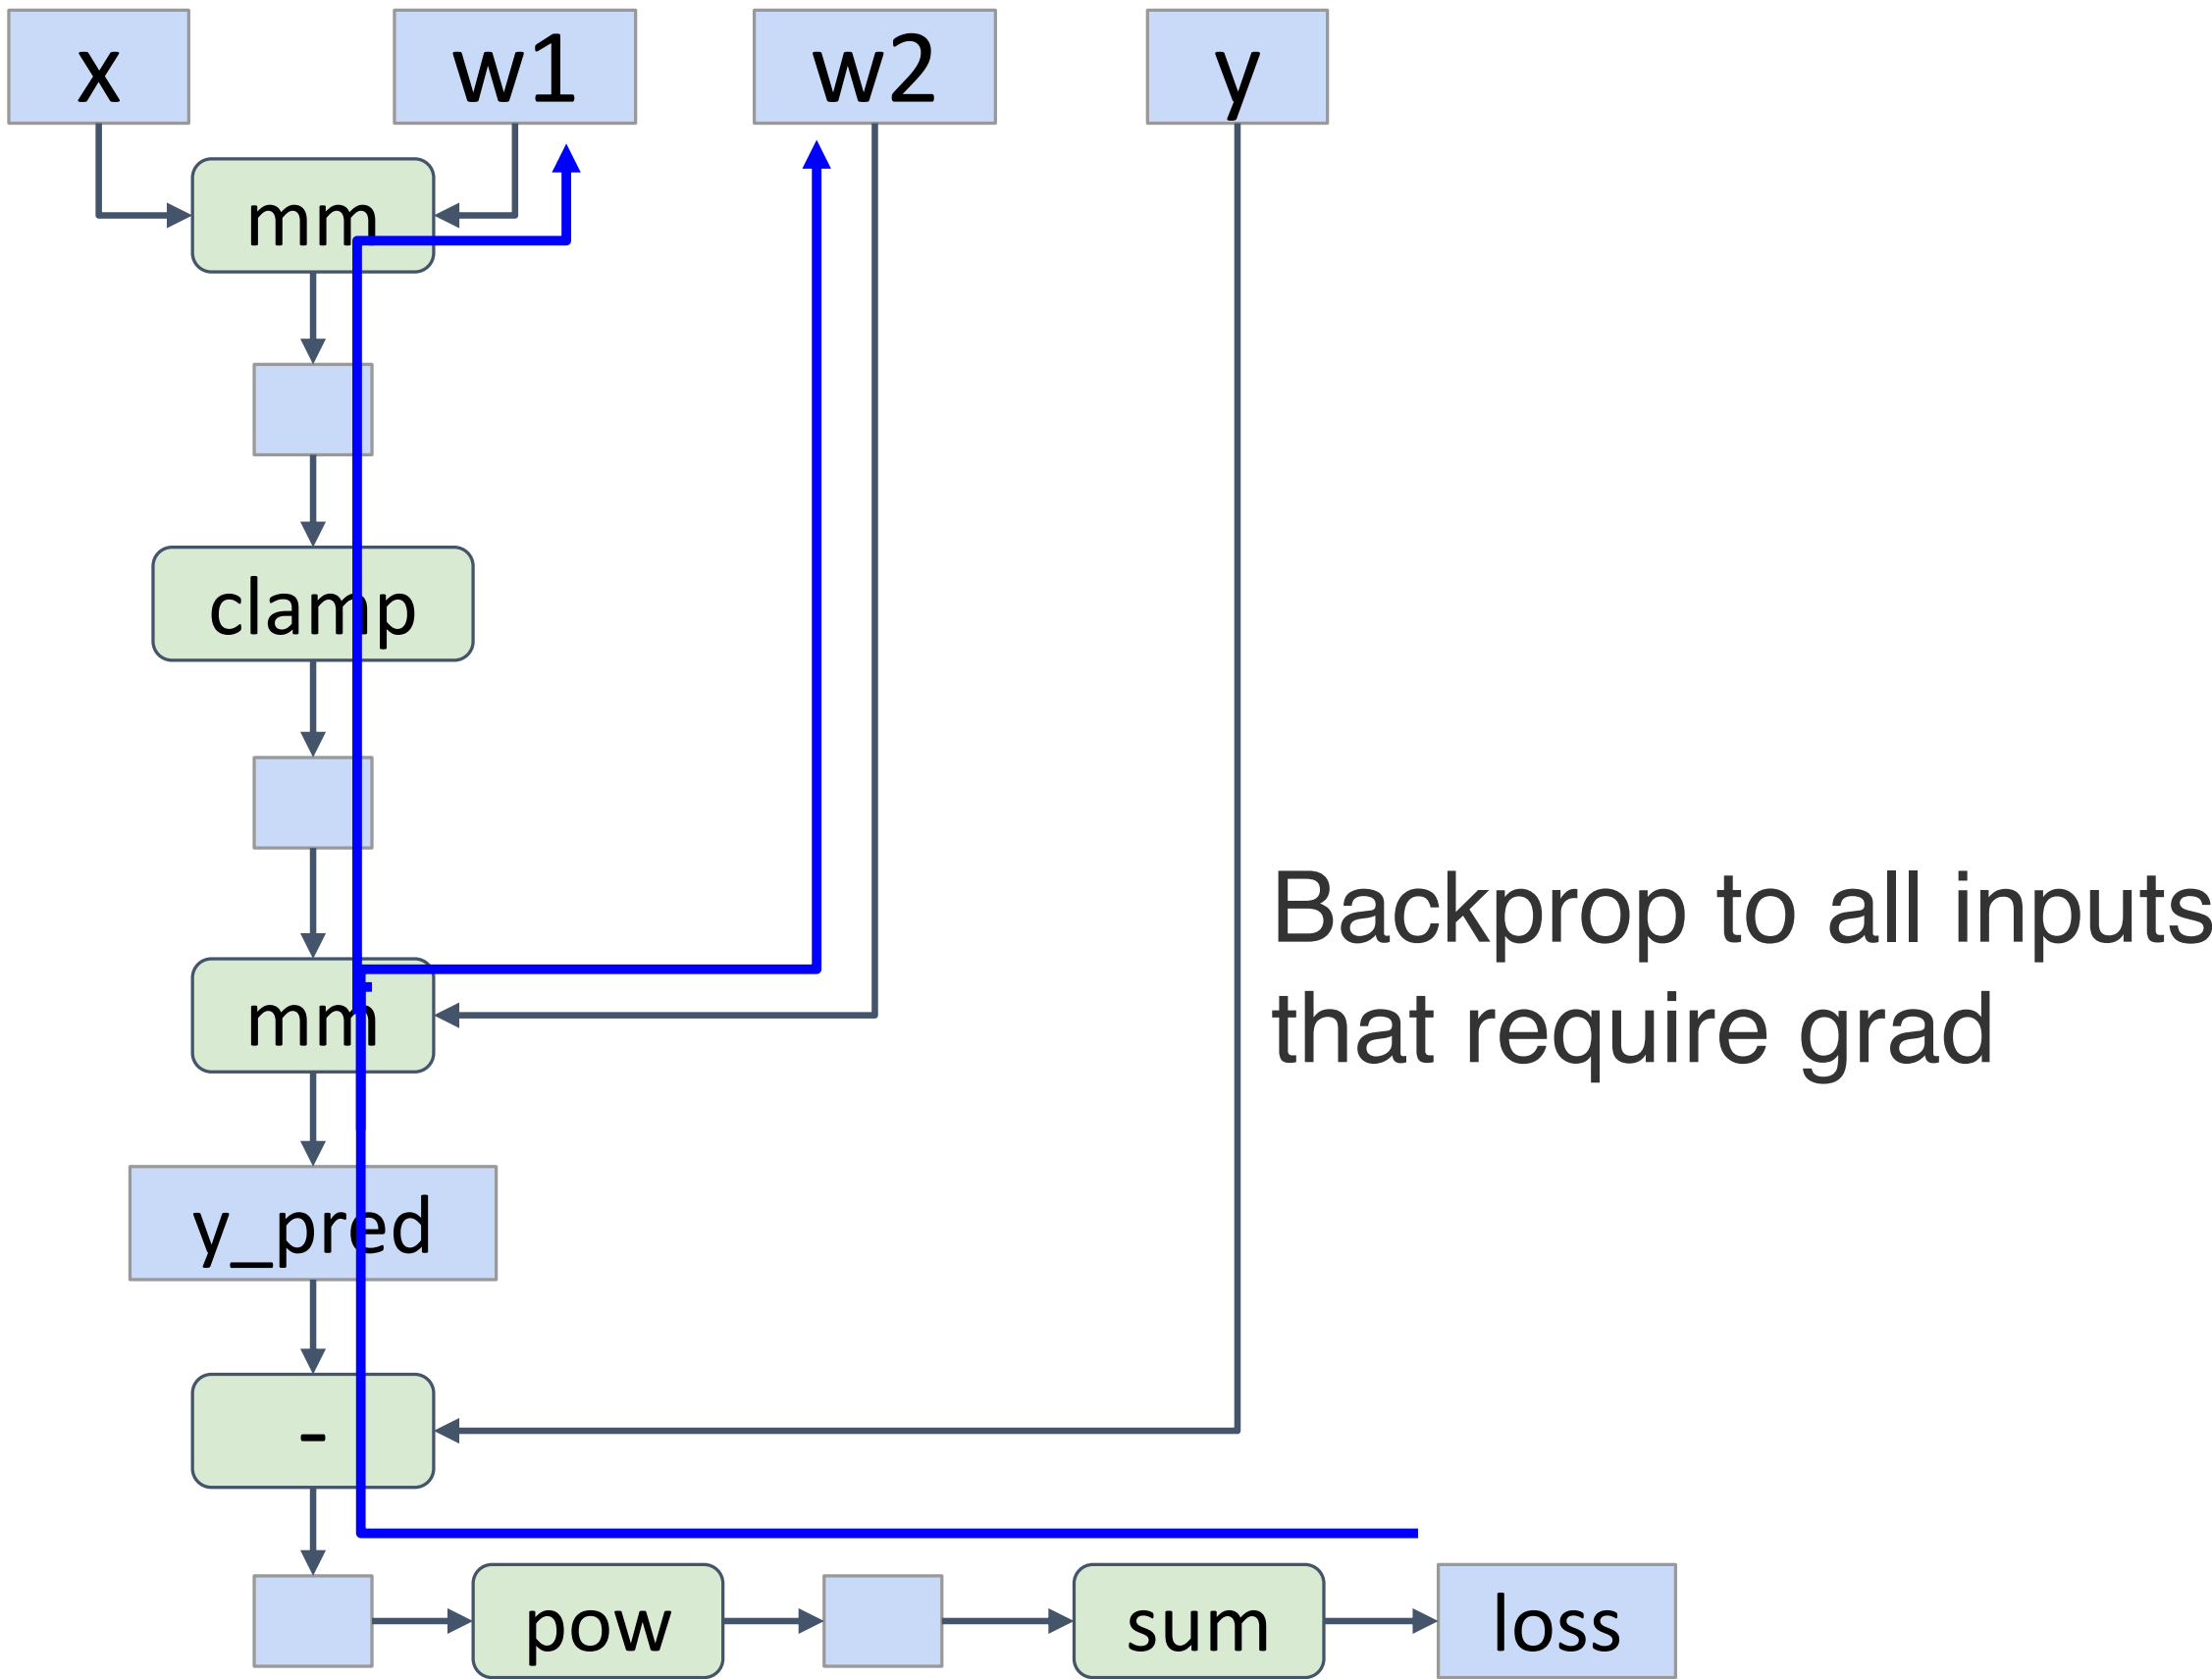 x
w1
w2
y
mm
clamp
mm
Backprop to all inputs
that require grad
y_pred
-
pow
sum
loss